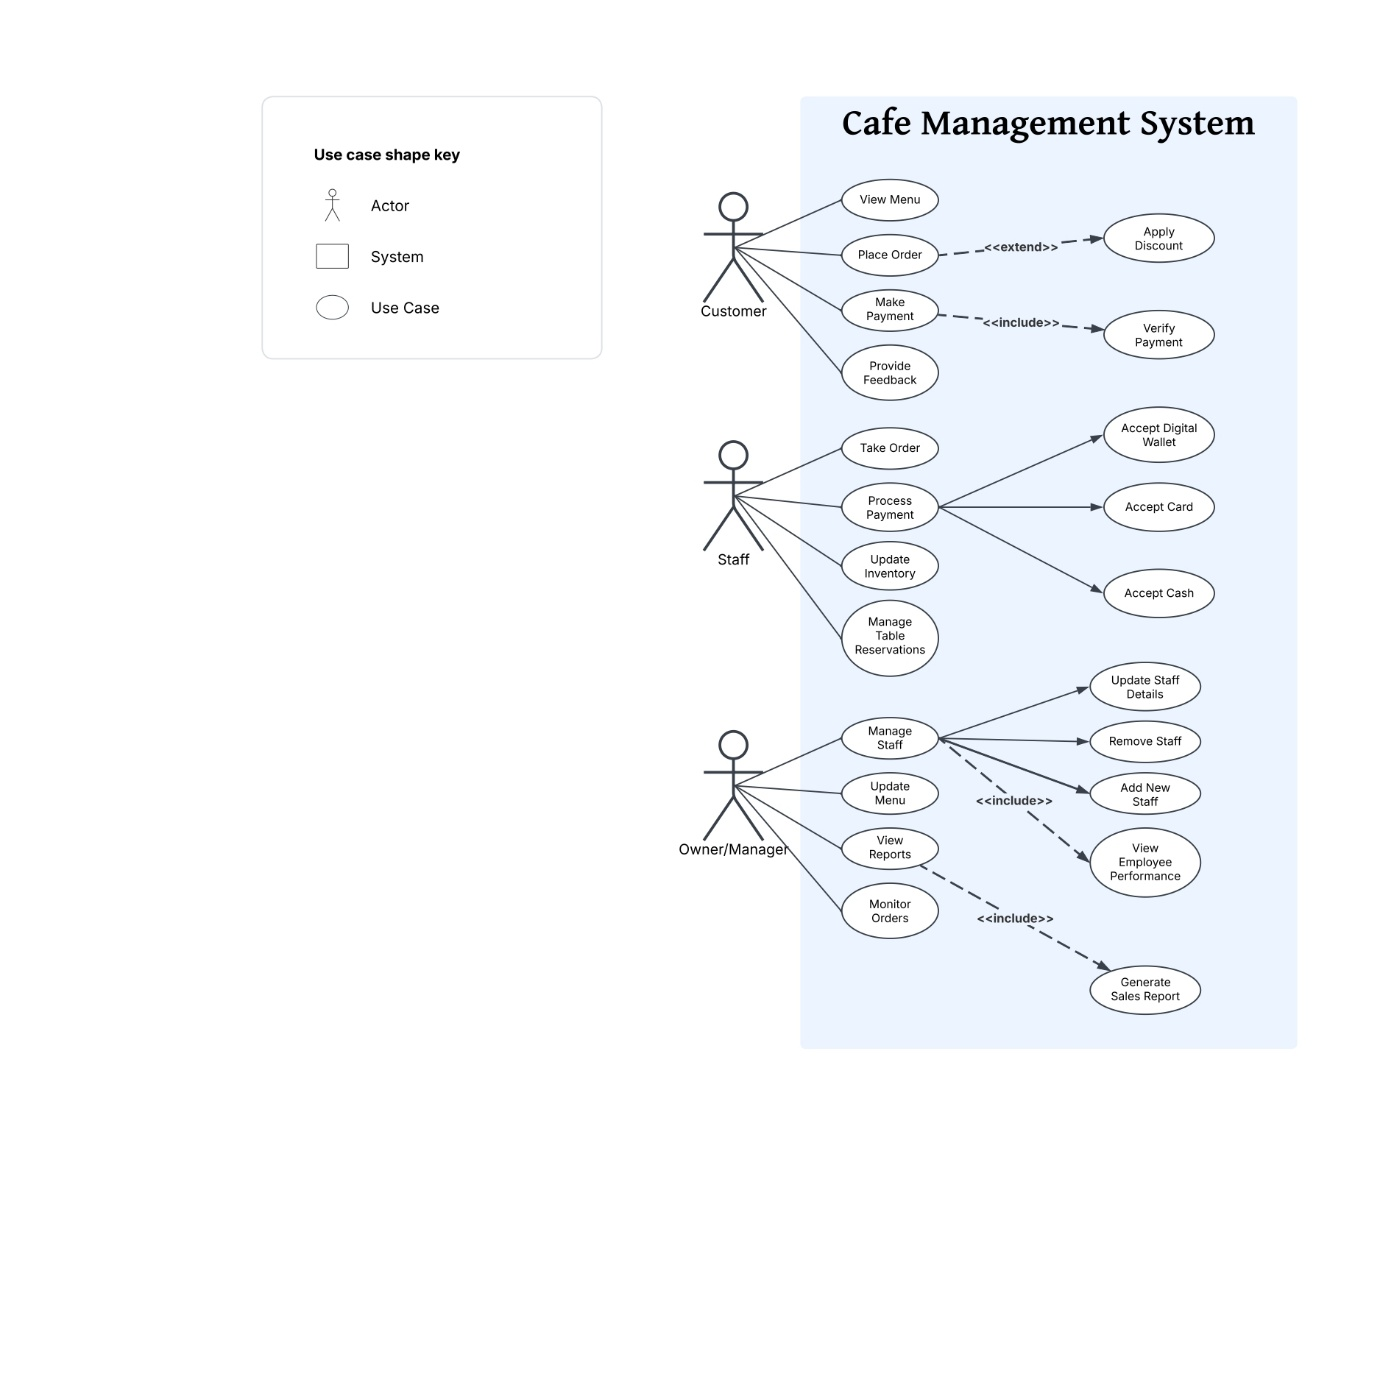 Cafe Management System
Use case shape key
Actor
System
Use Case
Customer
View Menu
Place Order
<<extend>>
Apply
Discount
Make
Payment
<<include>>
Verify
Payment
Provide
Feedback
Staff
Take Order
Process
Payment
Accept Digital
Wallet
Accept Card
Accept Cash
Update
Inventory
Manage
Table
Reservations
Owner/Manager
Manage
Staff
Update Staff
Details
Remove Staff
Add New
Staff
<<include>>
View
Employee
Performance
Update
Menu
View
Reports
<<include>>
Generate
Sales Report
Monitor
Orders